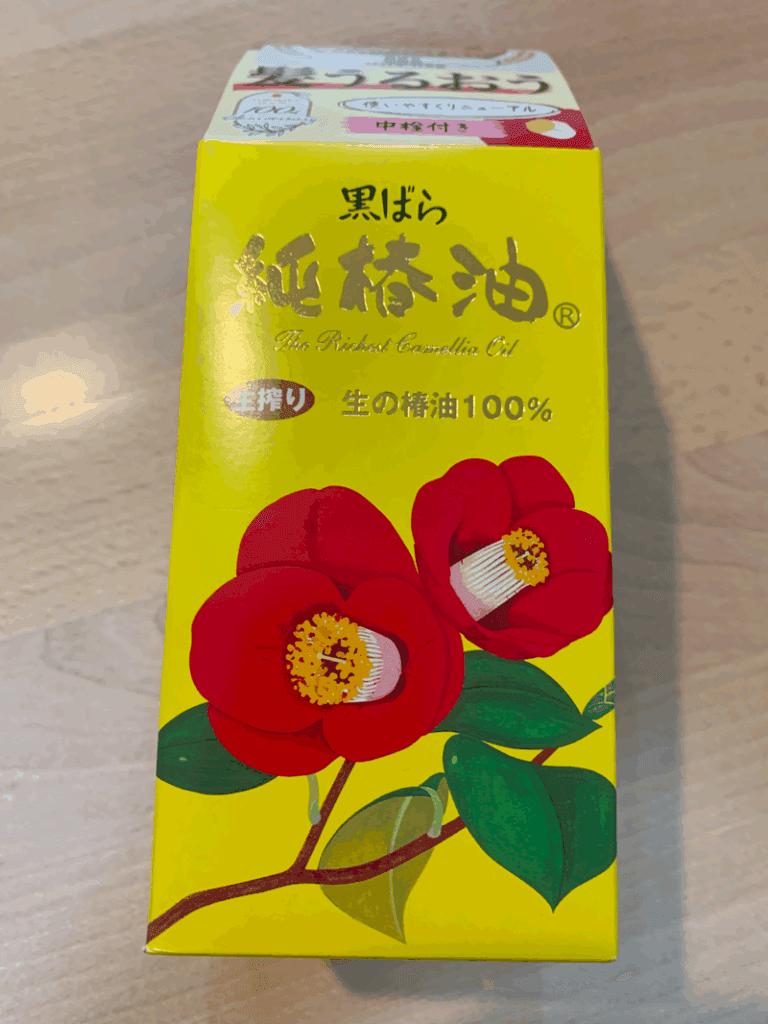 髪うるおう
100%
使いやすくリニューアル
中栓付き
黒ばら
純椿油®
The Richest Camellia Oil
生搾り
生の椿油100%